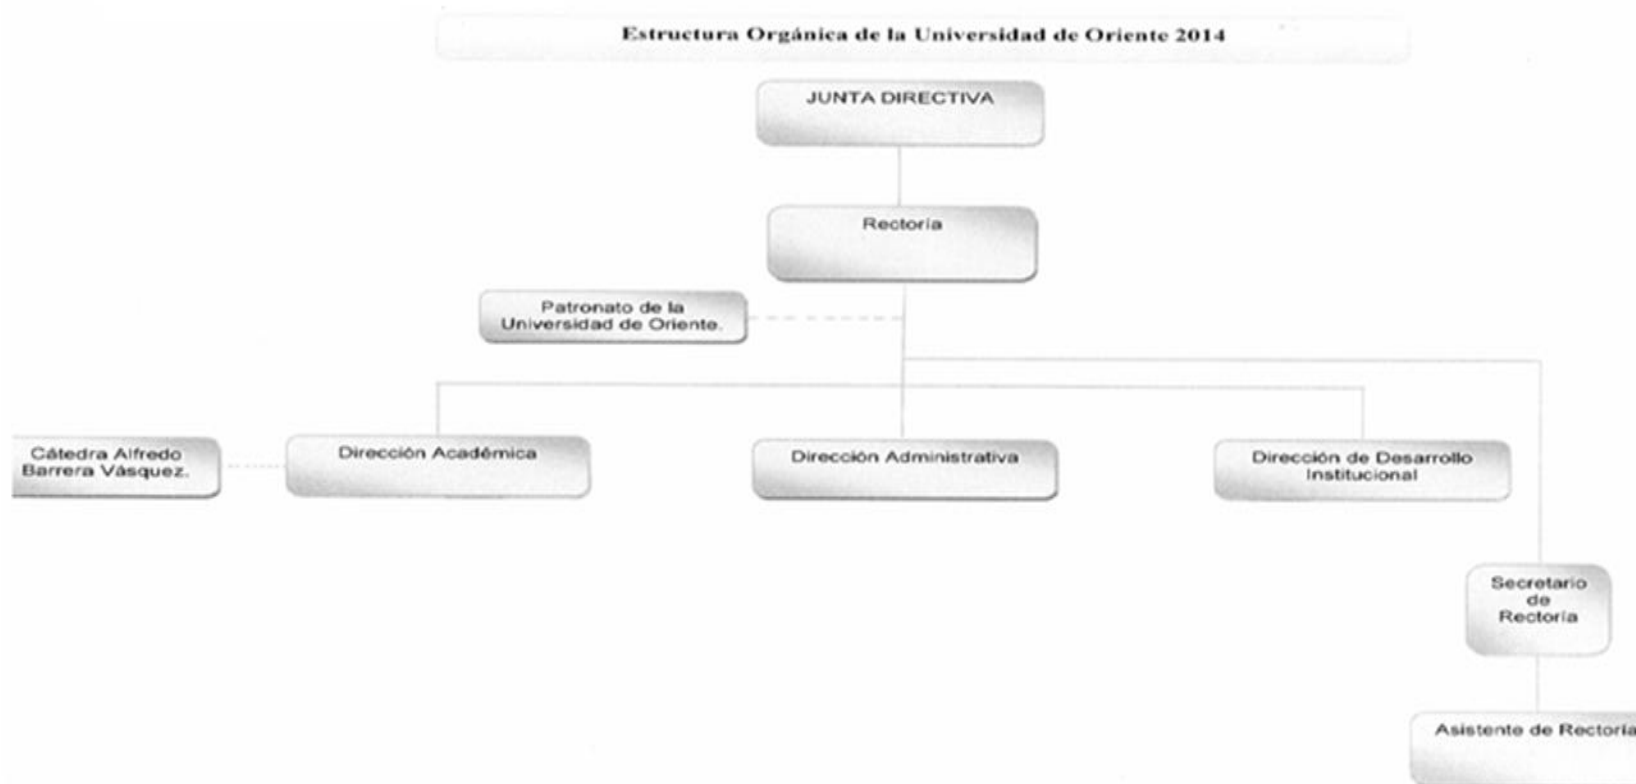 Estructura Orgánica de la Universidad de Oriente 2014
JUNTA DIRECTIVA
Rectoría
Patronato de la
Universidad de Oriente.
Cátedra Alfredo
Barrera Vásquez.
Dirección Académica
Dirección Administrativa
Dirección de Desarrollo
Institucional
Secretario
de
Rectoría
Asistente de Rectoría